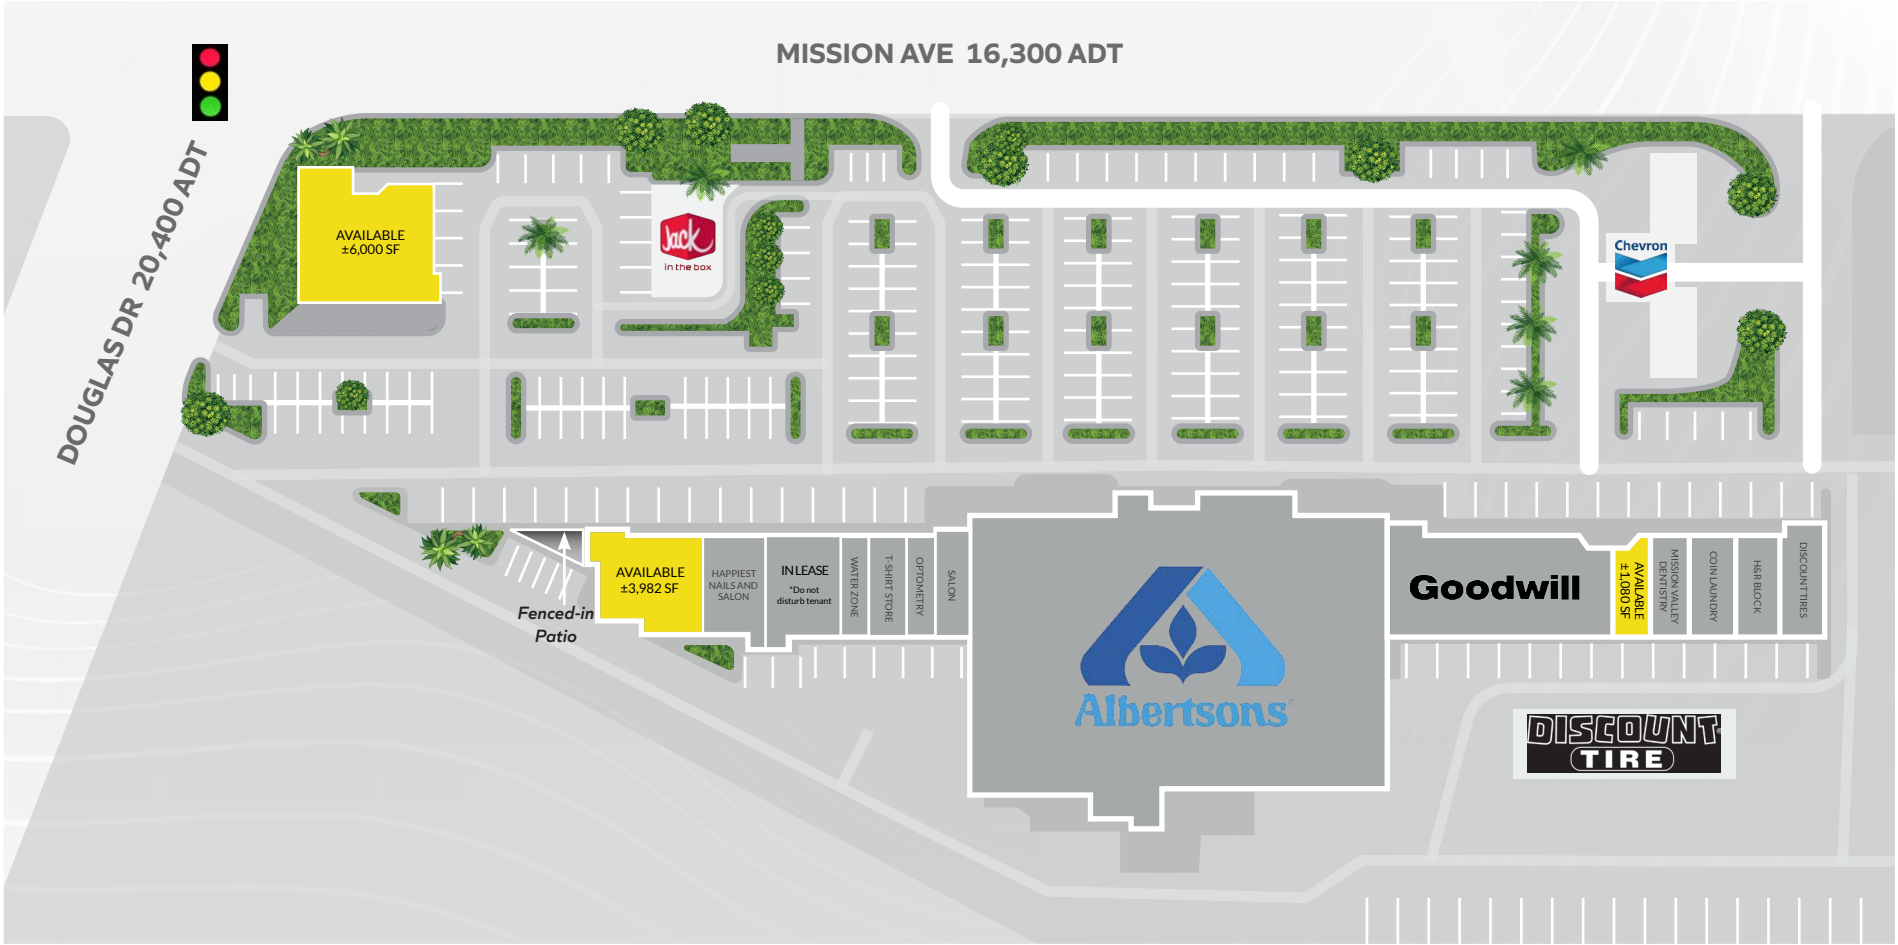 MISSION AVE 16,300 ADT
DOUGLAS DR 20,400 ADT
AVAILABLE
±6,000 SF
Jack
in the box
Chevron
AVAILABLE
±3,982 SF
HAPPIEST
NAILS AND
SALON
IN LEASE
*Do not
disturb tenant
WATER ZONE
T-SHIRT STORE
OPTOMETRY
SALON
Fenced-in
Patio
Albertsons®
Goodwill
AVAILABLE
±1,080 SF
MISSION VALLEY
DENTISTRY
COIN LAUNDRY
H&R BLOCK
DISCOUNT TIRES
DISCOUNT
TIRE